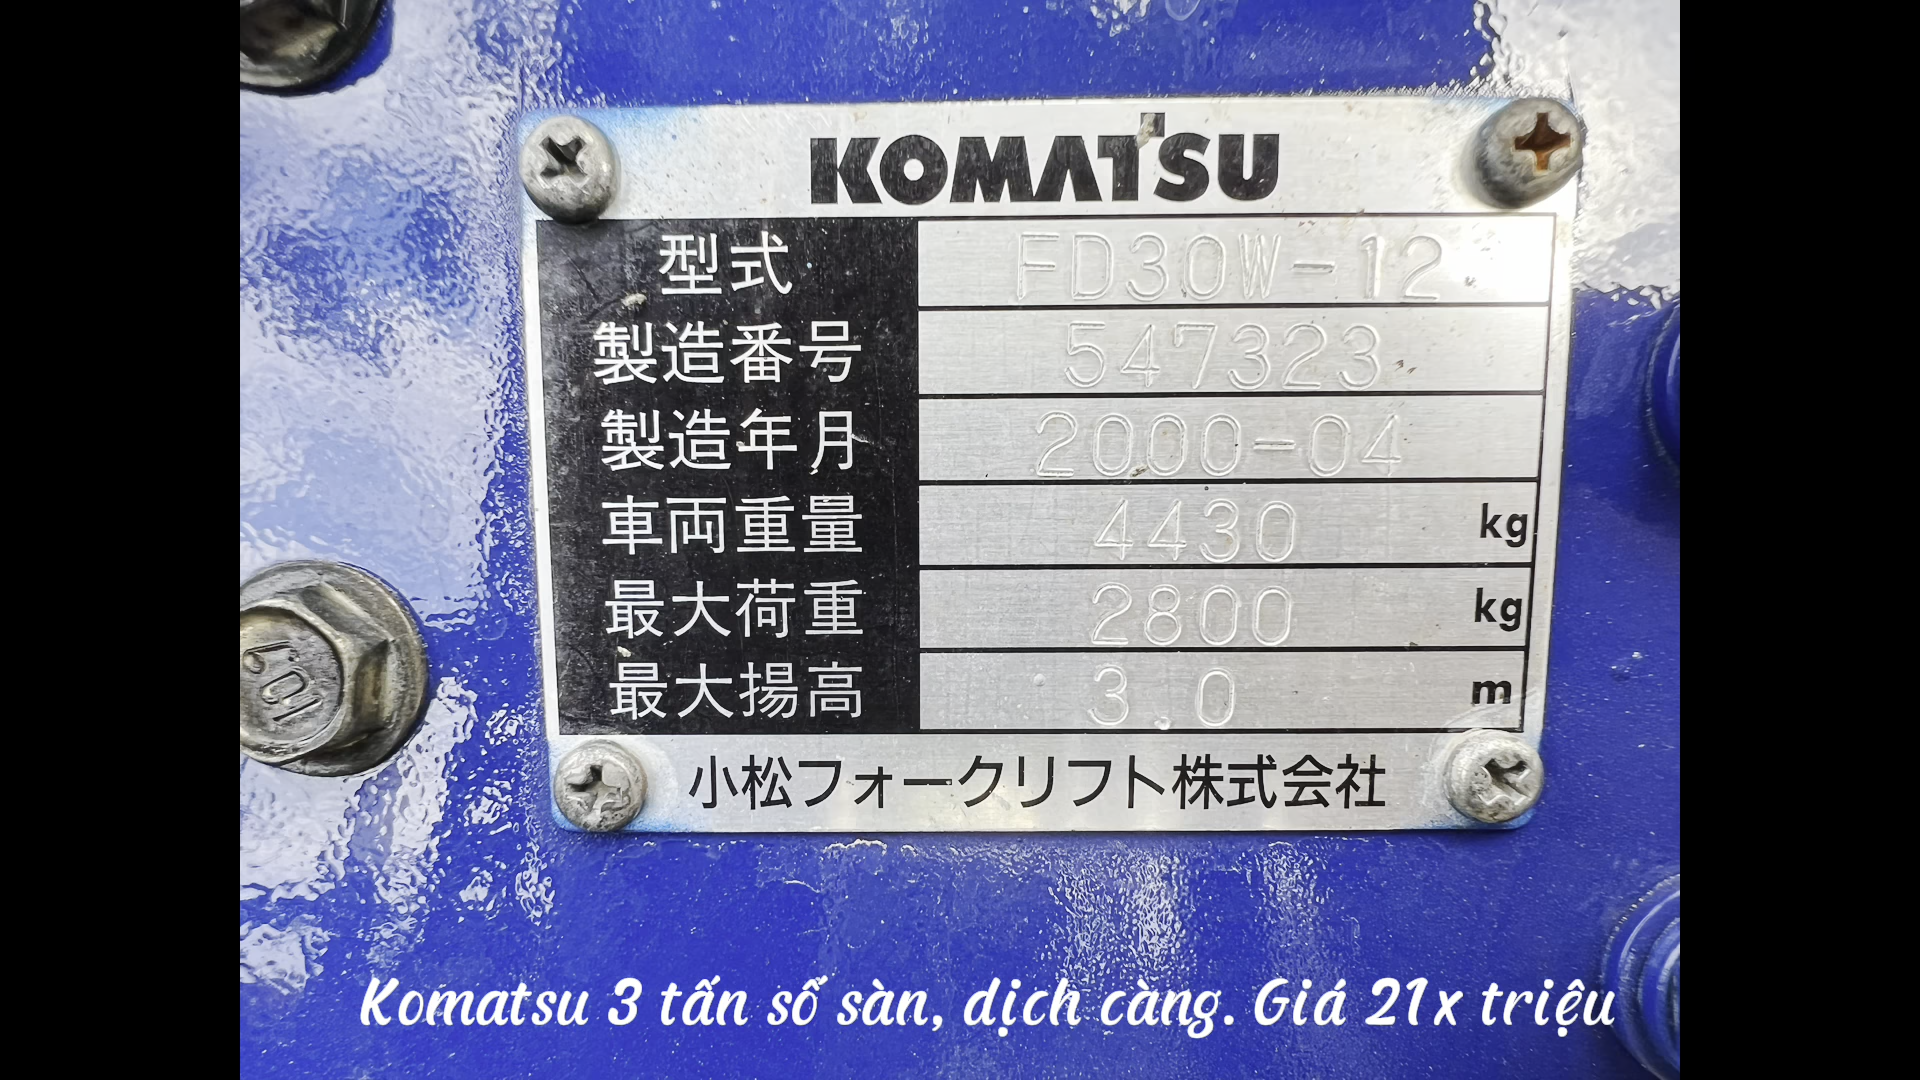 KOMATSU
型式 FD30W-12
製造番号 547323
製造年月 2000-04
車両重量 4430 kg
最大荷重 2800 kg
最大揚高 3.0 m
小松フォークリフト株式会社
Komatsu 3 tấn số sàn, dịch càng. Giá 21x triệu